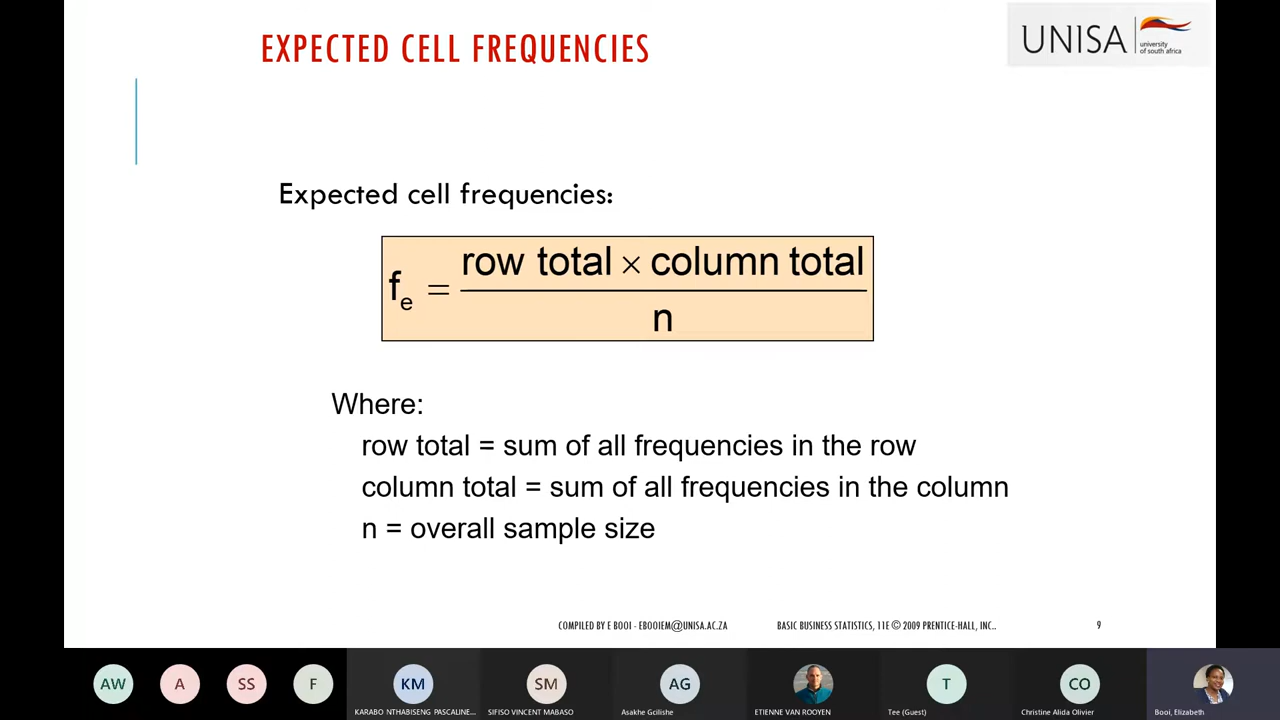 EXPECTED CELL FREQUENCIES
UNISA
university
of south africa
Expected cell frequencies:
fe = row total × column total
n
Where:
row total = sum of all frequencies in the row
column total = sum of all frequencies in the column
n = overall sample size
COMPILED BY E BOOI - EBOOIEM@UNISA.AC.ZA
BASIC BUSINESS STATISTICS, 11E © 2009 PRENTICE-HALL, INC..
9
AW
A
SS
F
KM
SM
AG
T
CO
KARABO NTHABISENG PASCALINE...
SIFISO VINCENT MABASO
Asakhe Gcilishe
ETIENNE VAN ROOYEN
Tee (Guest)
Christine Alida Olivier
Booi, Elizabeth